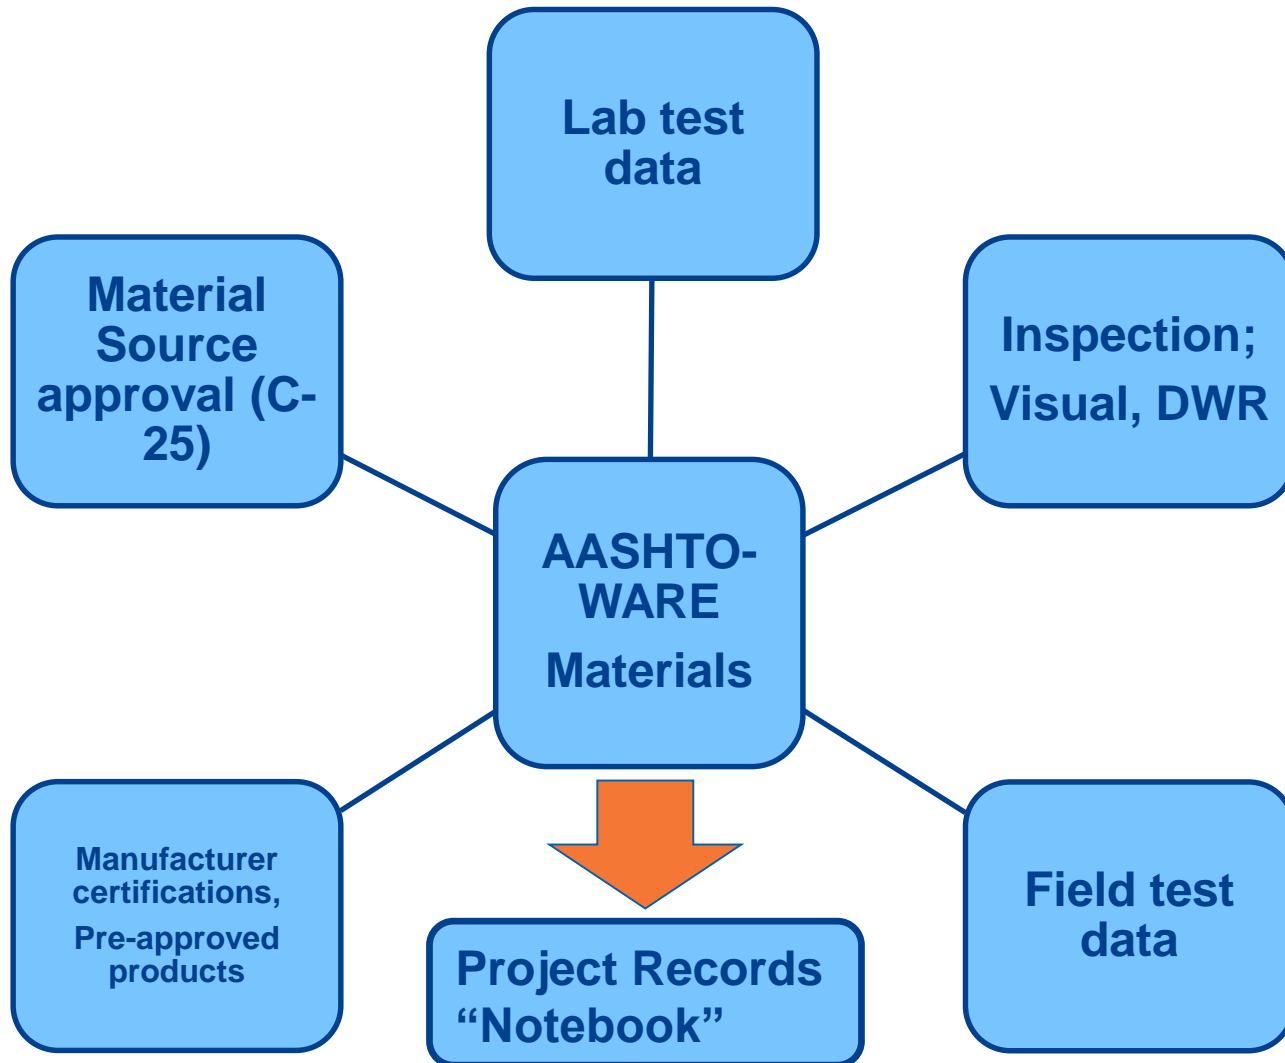 Lab test
data
Material
Source
approval (C-
25)
Inspection;
Visual, DWR
AASHTO-
WARE
Materials
Manufacturer
certifications,
Pre-approved
products
Field test
data
Project Records
“Notebook”